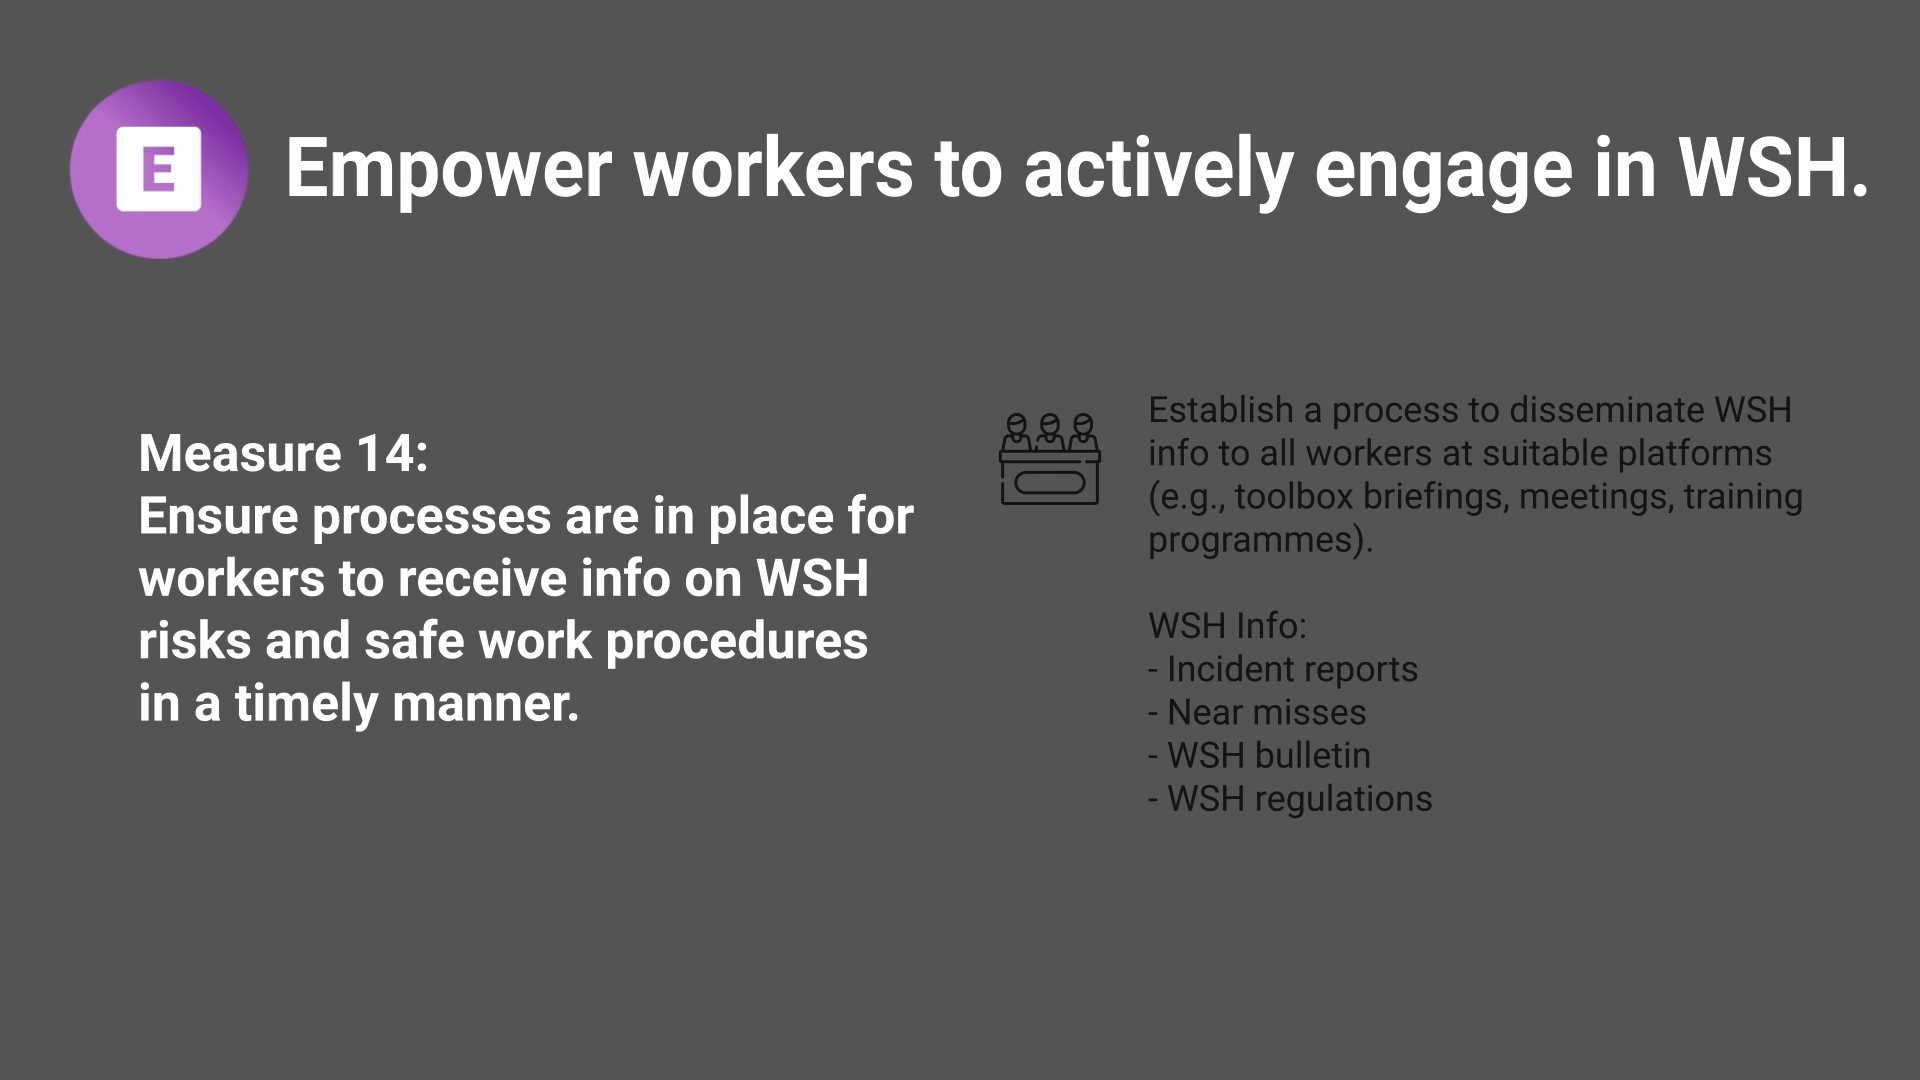 E
Empower workers to actively engage in WSH.
Measure 14:
Ensure processes are in place for
workers to receive info on WSH
risks and safe work procedures
in a timely manner.
Establish a process to disseminate WSH
info to all workers at suitable platforms
(e.g., toolbox briefings, meetings, training
programmes).
WSH Info:
- Incident reports
- Near misses
- WSH bulletin
- WSH regulations